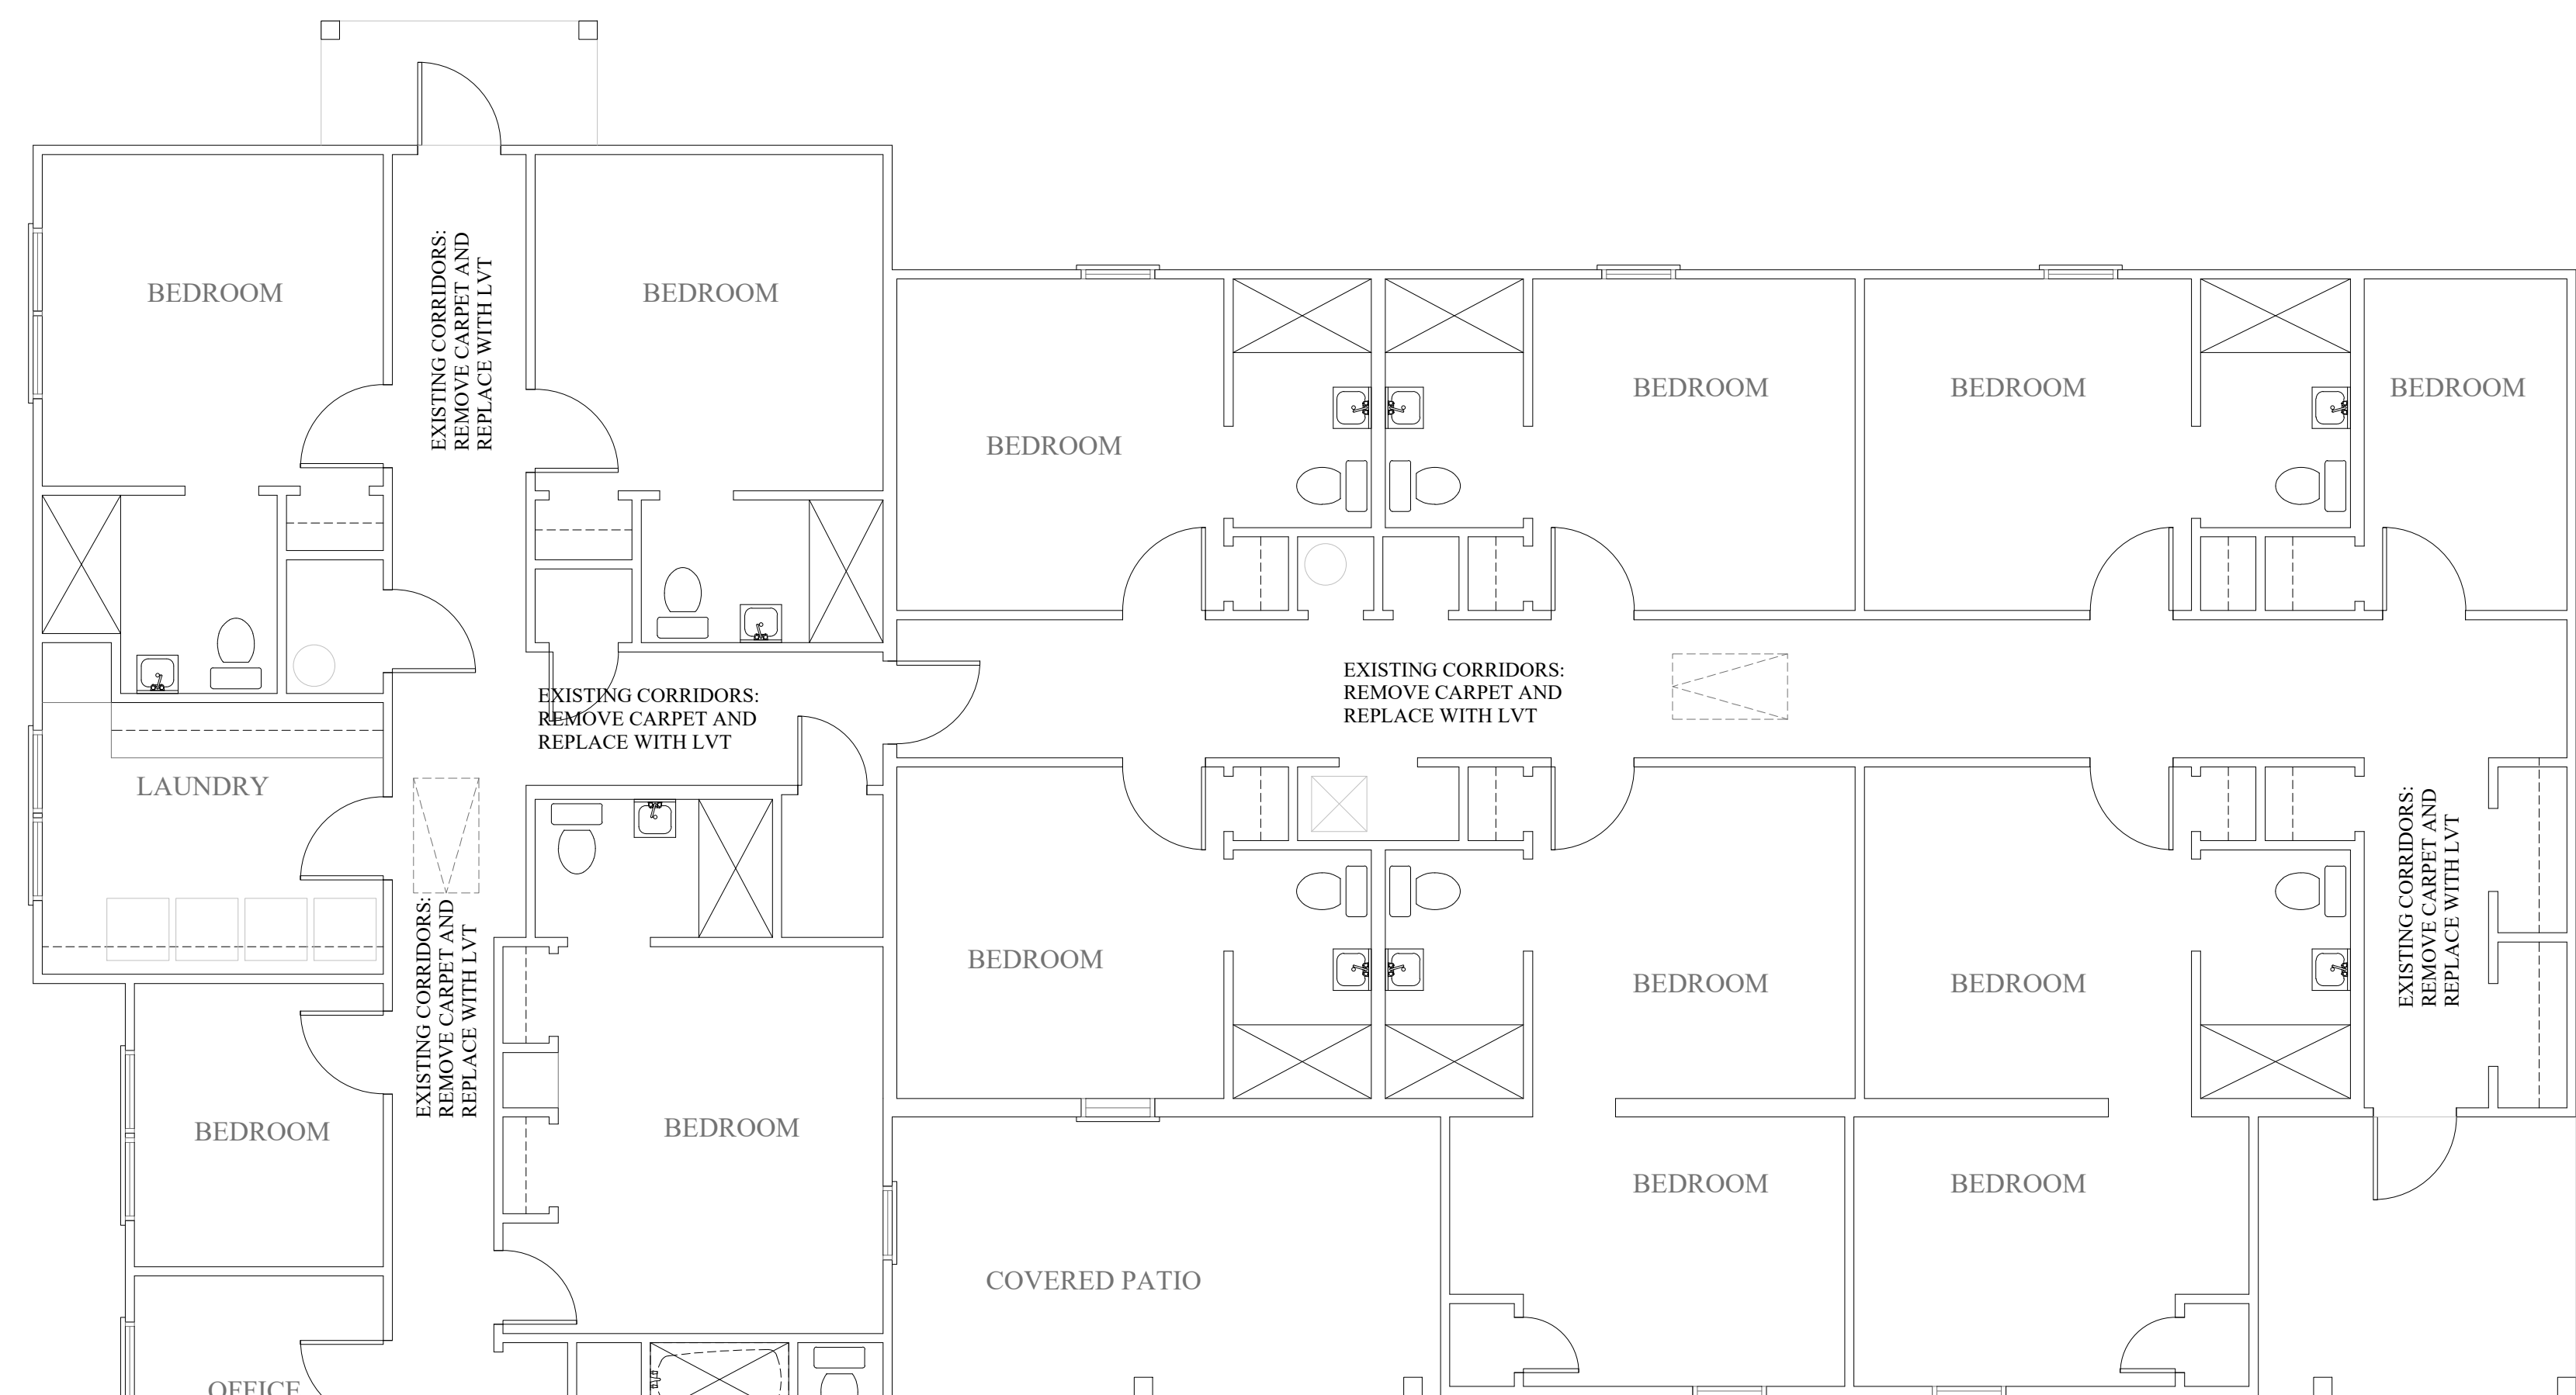 BEDROOM
EXISTING CORRIDORS:
REMOVE CARPET AND
REPLACE WITH LVT
BEDROOM
BEDROOM
BEDROOM
BEDROOM
BEDROOM
EXISTING CORRIDORS:
REMOVE CARPET AND
REPLACE WITH LVT
EXISTING CORRIDORS:
REMOVE CARPET AND
REPLACE WITH LVT
LAUNDRY
EXISTING CORRIDORS:
REMOVE CARPET AND
REPLACE WITH LVT
BEDROOM
BEDROOM
BEDROOM
EXISTING CORRIDORS:
REMOVE CARPET AND
REPLACE WITH LVT
BEDROOM
BEDROOM
BEDROOM
BEDROOM
COVERED PATIO
OFFICE